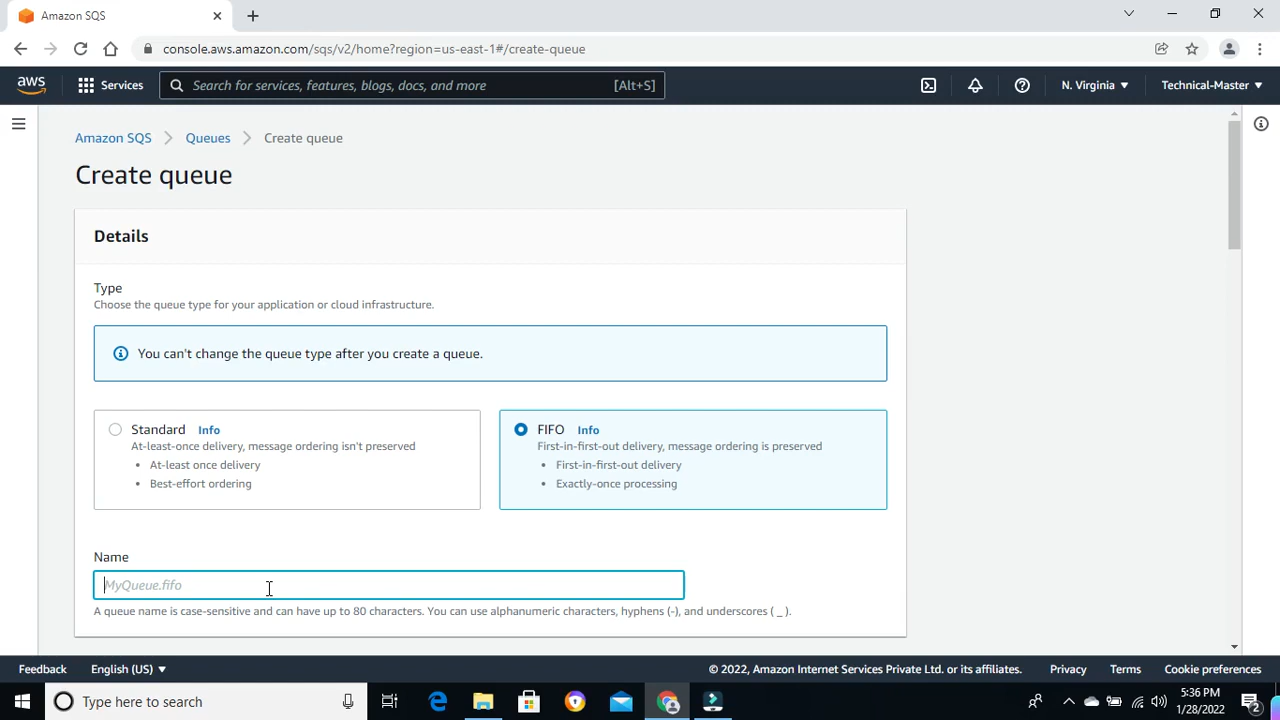 Amazon SQS
console.aws.amazon.com/sqs/v2/home?region=us-east-1#/create-queue
aws
Services
Search for services, features, blogs, docs, and more
[Alt+S]
N. Virginia
Technical-Master
Amazon SQS
Queues
Create queue
Create queue
Details
Type
Choose the queue type for your application or cloud infrastructure.
You can't change the queue type after you create a queue.
Standard Info
At-least-once delivery, message ordering isn't preserved
• At-least once delivery
• Best-effort ordering
FIFO Info
First-in-first-out delivery, message ordering is preserved
• First-in-first-out delivery
• Exactly-once processing
Name
MyQueue.fifo
A queue name is case-sensitive and can have up to 80 characters. You can use alphanumeric characters, hyphens (-), and underscores ( _ ).
Feedback
English (US)
© 2022, Amazon Internet Services Private Ltd. or its affiliates.
Privacy
Terms
Cookie preferences
Type here to search
5:36 PM
1/28/2022
2